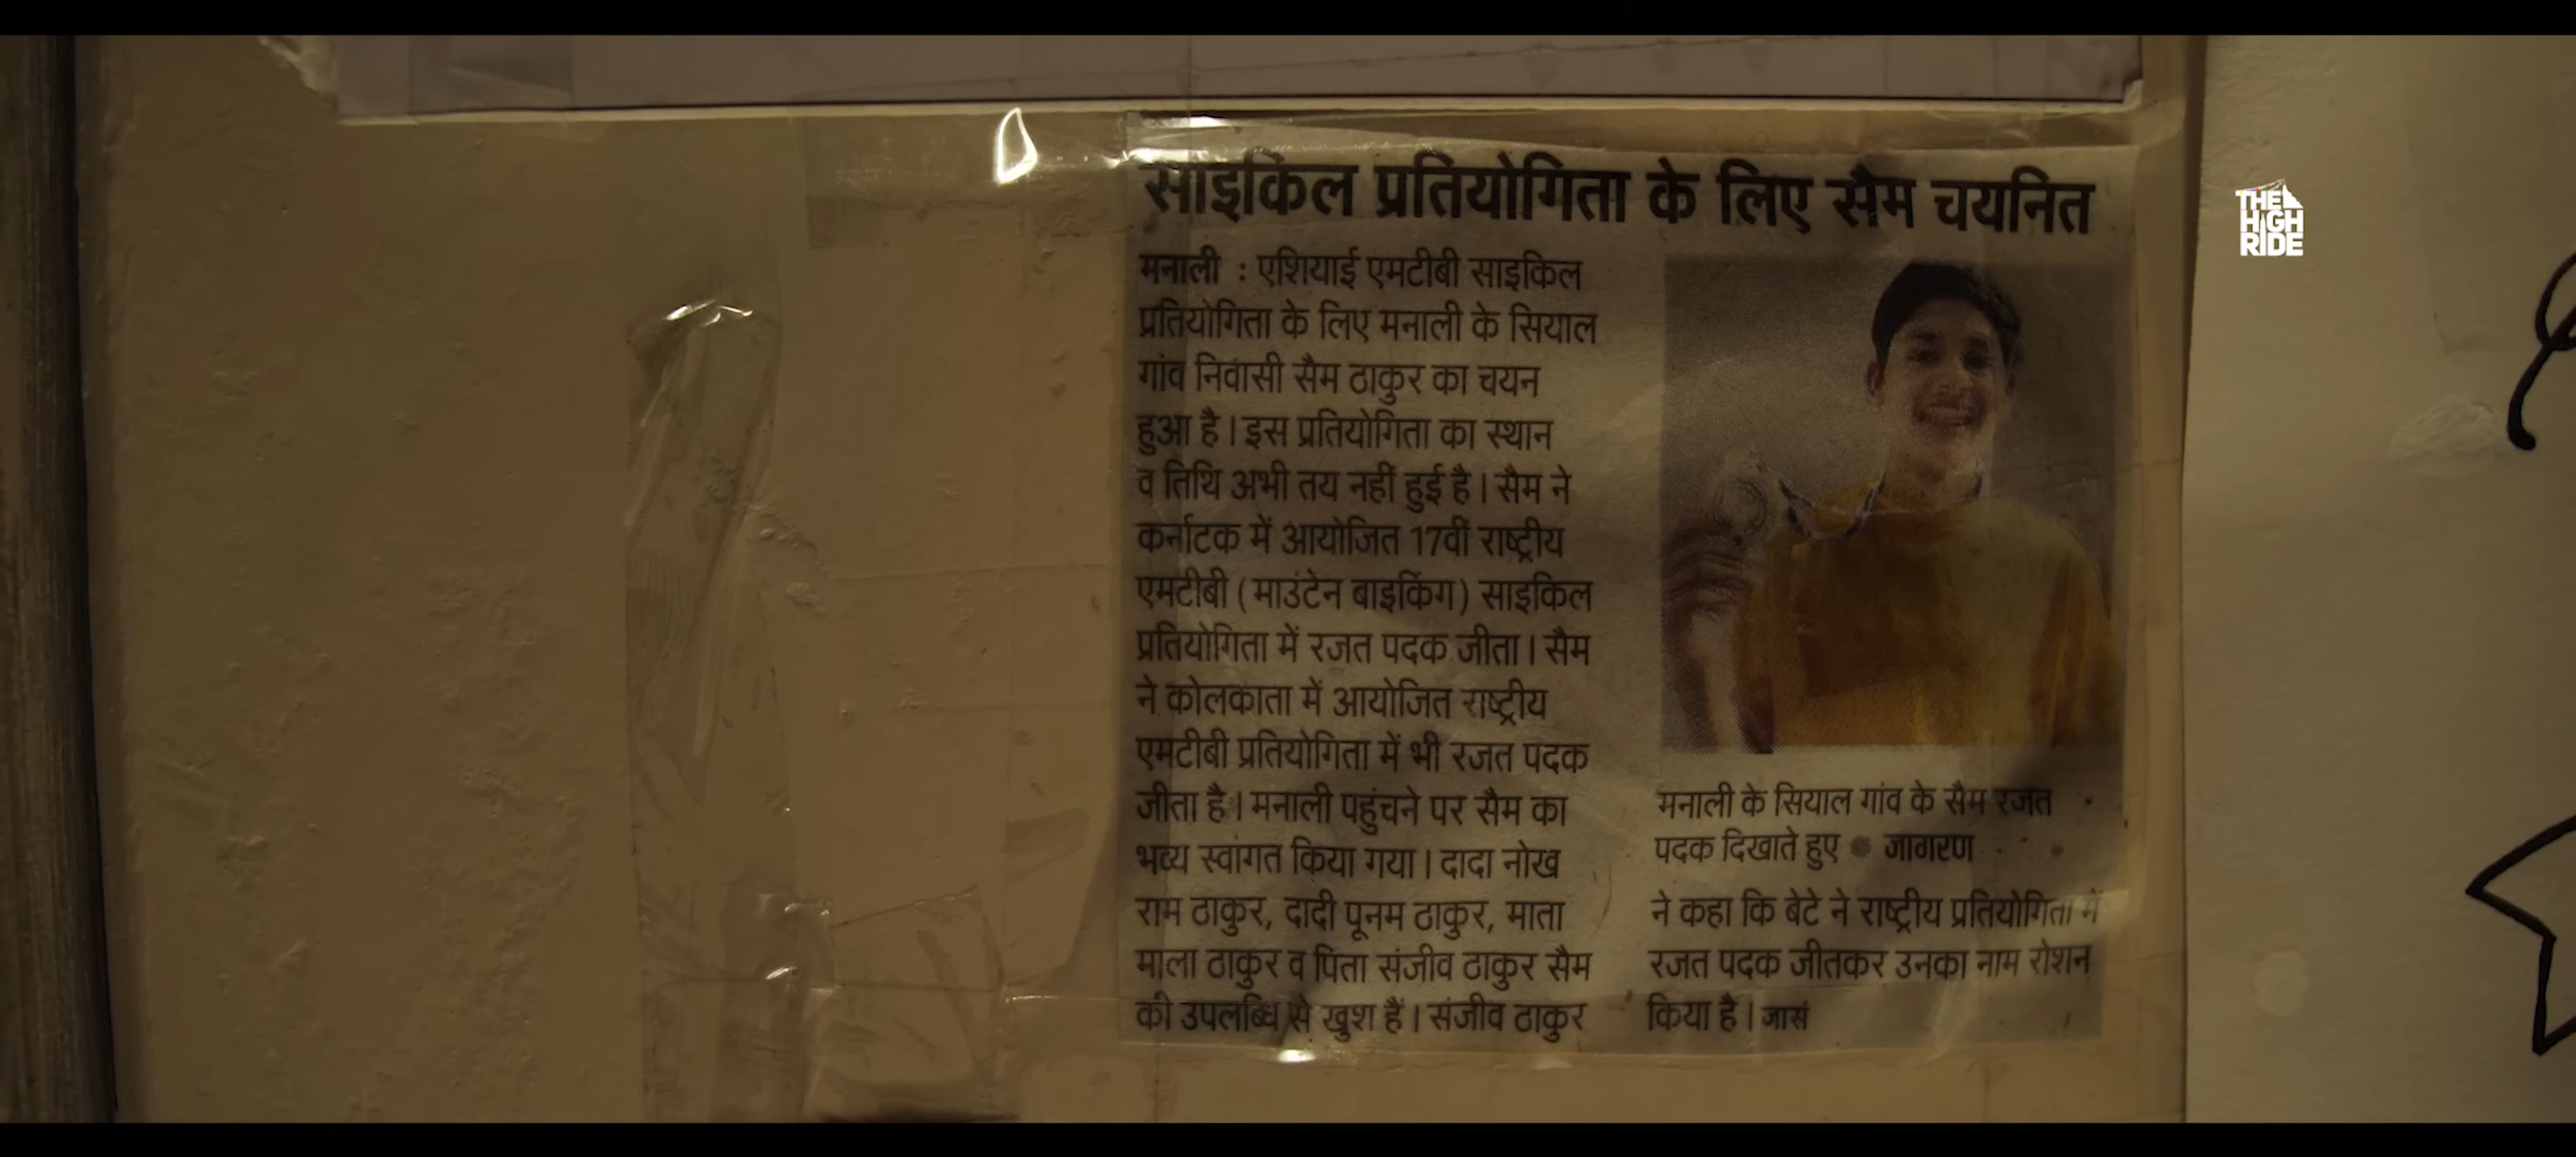 साइकिल प्रतियोगिता के लिए सैम चयनित
मनाली : एशियाई एमटीबी साइकिल
प्रतियोगिता के लिए मनाली के सियाल
गांव निवासी सैम ठाकुर का चयन
हुआ है। इस प्रतियोगिता का स्थान
व तिथि अभी तय नहीं हुई है। सैम ने
कर्नाटक में आयोजित 17वीं राष्ट्रीय
एमटीबी (माउंटेन बाइकिंग) साइकिल
प्रतियोगिता में रजत पदक जीता। सैम
ने कोलकाता में आयोजित राष्ट्रीय
एमटीबी प्रतियोगिता में भी रजत पदक
जीता है। मनाली पहुंचने पर सैम का
भव्य स्वागत किया गया। दादा नोख
राम ठाकुर, दादी पूनम ठाकुर, माता
माला ठाकुर व पिता संजीव ठाकुर सैम
की उपलब्धि से खुश हैं। संजीव ठाकुर
मनाली के सियाल गांव के सैम रजत
पदक दिखाते हुए ● जागरण
ने कहा कि बेटे ने राष्ट्रीय प्रतियोगिता में
रजत पदक जीतकर उनका नाम रोशन
किया है। जासं
THE
HIGH
RIDE